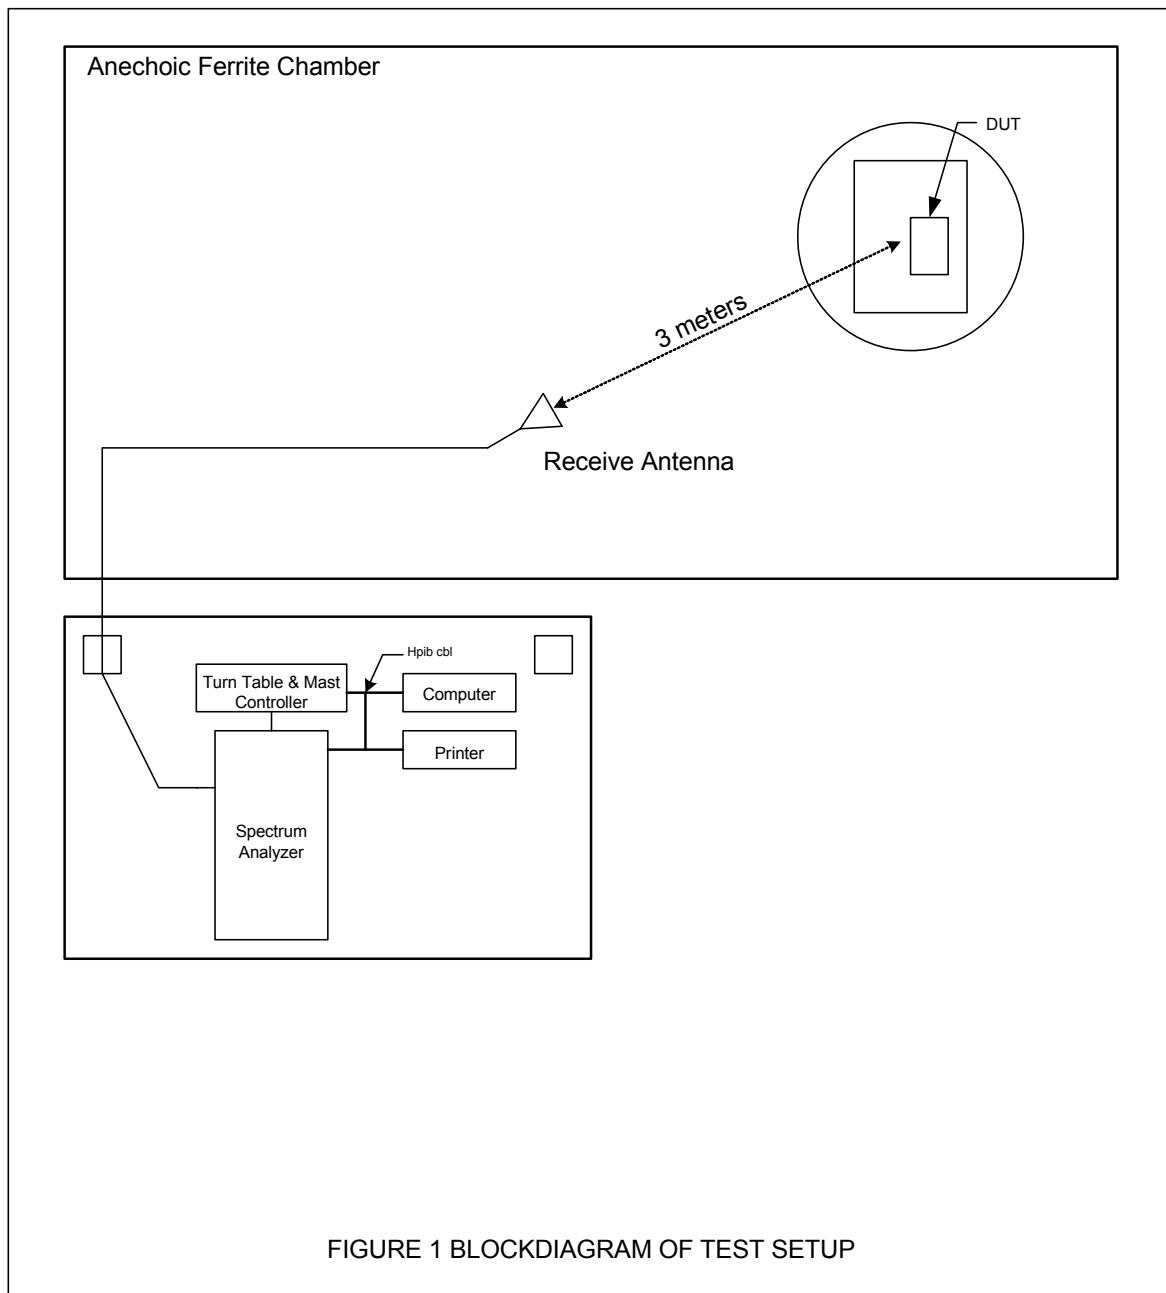 Anechoic Ferrite Chamber
DUT
3 meters
Receive Antenna
Hpib cbl
Turn Table & Mast
Controller
Computer
Printer
Spectrum
Analyzer
FIGURE 1 BLOCKDIAGRAM OF TEST SETUP